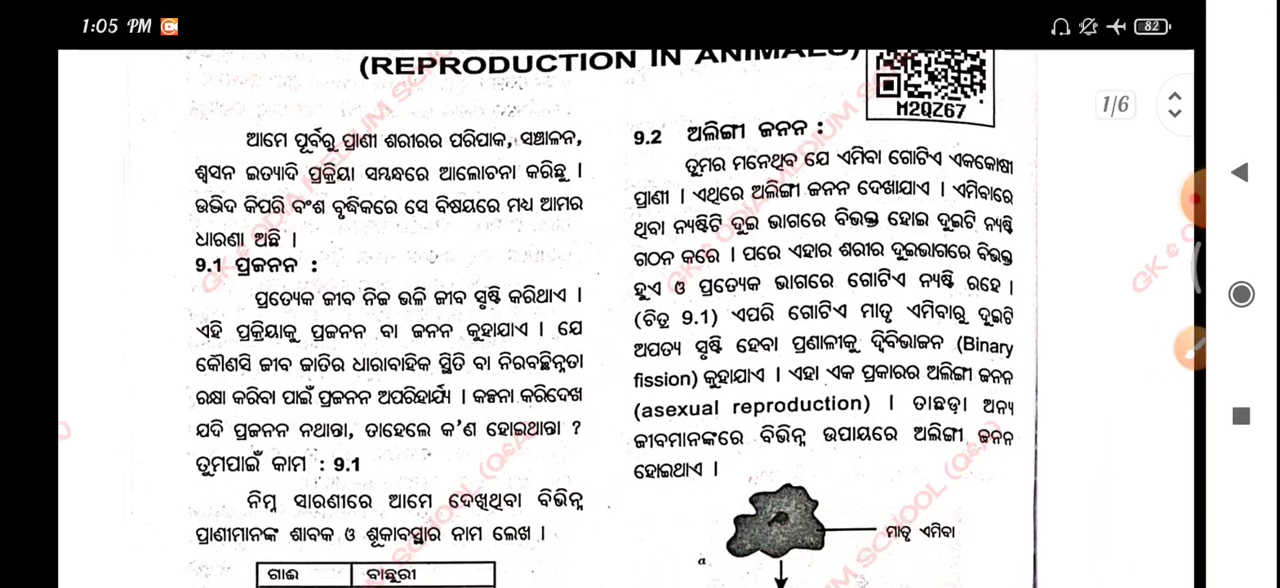 1:05 PM
82
(REPRODUCTION IN ANIMALS)
M2QZ67
1/6
ଆମେ ପୂର୍ବରୁ ପ୍ରାଣୀ ଶରୀରର ପରିପାକ, ସଞ୍ଚାଳନ,
ଶ୍ୱସନ ଇତ୍ୟାଦି ପ୍ରକ୍ରିୟା ସମ୍ବନ୍ଧରେ ଆଲୋଚନା କରିଛୁ ।
ଉଦ୍ଭିଦ କିପରି ବଂଶ ବୃଦ୍ଧିକରେ ସେ ବିଷୟରେ ମଧ୍ୟ ଆମର
ଧାରଣା ଅଛି ।
9.1 ପ୍ରଜନନ :
ପ୍ରତ୍ୟେକ ଜୀବ ନିଜ ଭଳି ଜୀବ ସୃଷ୍ଟି କରିଥାଏ ।
ଏହି ପ୍ରକ୍ରିୟାକୁ ପ୍ରଜନନ ବା ଜନନ କୁହାଯାଏ । ଯେ
କୌଣସି ଜୀବ ଜାତିର ଧାରାବାହିକ ସ୍ଥିତି ବା ନିରବଚ୍ଛିନ୍ନତା
ରକ୍ଷା କରିବା ପାଇଁ ପ୍ରଜନନ ଅପରିହାର୍ଯ୍ୟ । କଳ୍ପନା କରିଦେଖ
ଯଦି ପ୍ରଜନନ ନଥାନ୍ତା, ତାହେଲେ କ'ଣ ହୋଇଥାନ୍ତା ?
ତୁମପାଇଁ କାମ : 9.1
ନିମ୍ନ ସାରଣୀରେ ଆମେ ଦେଖିଥିବା ବିଭିନ୍ନ
ପ୍ରାଣୀମାନଙ୍କ ଶାବକ ଓ ଶୂକାବସ୍ଥାର ନାମ ଲେଖ ।
ଗାଈ ବାଛୁରୀ
9.2 ଅଲିଙ୍ଗୀ ଜନନ :
ତୁମର ମନେଥିବ ଯେ ଏମିବା ଗୋଟିଏ ଏକକୋଷୀ
ପ୍ରାଣୀ । ଏଥିରେ ଅଲିଙ୍ଗୀ ଜନନ ଦେଖାଯାଏ । ଏମିବାରେ
ଥିବା ନ୍ୟଷ୍ଟିଟି ଦୁଇ ଭାଗରେ ବିଭକ୍ତ ହୋଇ ଦୁଇଟି ନ୍ୟଷ୍ଟି
ଗଠନ କରେ । ପରେ ଏହାର ଶରୀର ଦୁଇଭାଗରେ ବିଭକ୍ତ
ହୁଏ ଓ ପ୍ରତ୍ୟେକ ଭାଗରେ ଗୋଟିଏ ନ୍ୟଷ୍ଟି ରହେ ।
(ଚିତ୍ର 9.1) ଏପରି ଗୋଟିଏ ମାତୃ ଏମିବାରୁ ଦୁଇଟି
ଅପତ୍ୟ ସୃଷ୍ଟି ହେବା ପ୍ରଣାଳୀକୁ ଦ୍ୱିବିଭାଜନ (Binary
fission) କୁହାଯାଏ । ଏହା ଏକ ପ୍ରକାରର ଅଲିଙ୍ଗୀ ଜନନ
(asexual reproduction) । ତାଛଡ଼ା ଅନ୍ୟ
ଜୀବମାନଙ୍କରେ ବିଭିନ୍ନ ଉପାୟରେ ଅଲିଙ୍ଗୀ ଜନନ
ହୋଇଥାଏ ।
ମାତୃ ଏମିବା
a